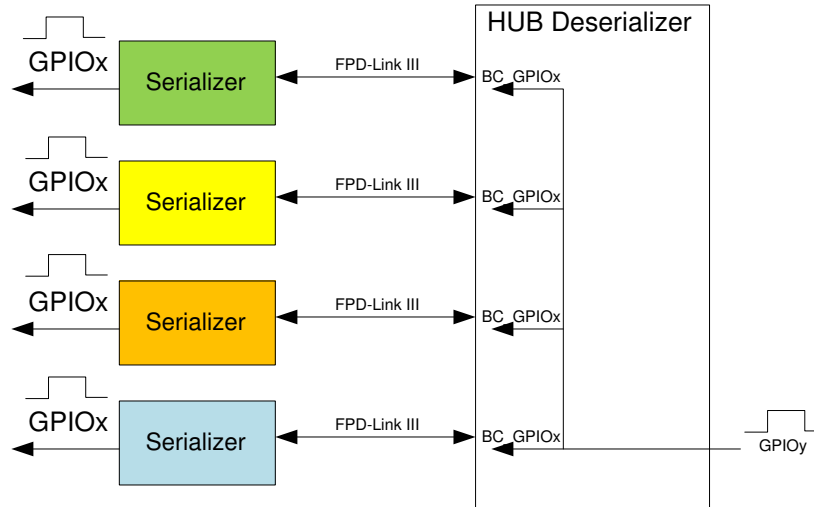 HUB Deserializer
GPIOx
Serializer
FPD-Link III
BC_GPIOx
GPIOx
Serializer
FPD-Link III
BC_GPIOx
GPIOx
Serializer
FPD-Link III
BC_GPIOx
GPIOx
Serializer
FPD-Link III
BC_GPIOx
GPIOy